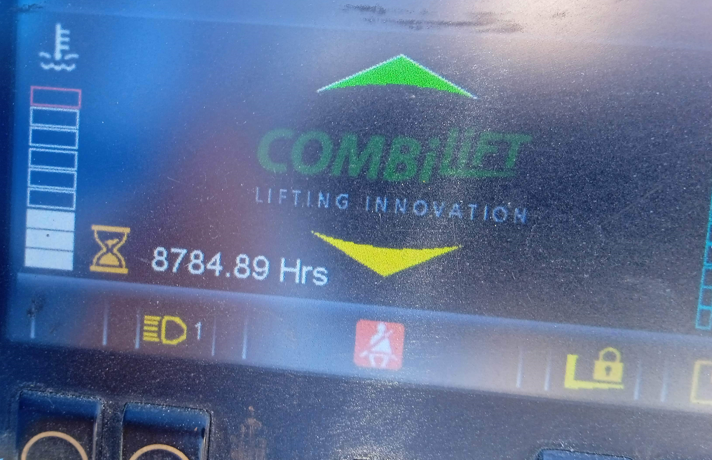 COMBiLiFT
LIFTING INNOVATION
8784.89 Hrs
1